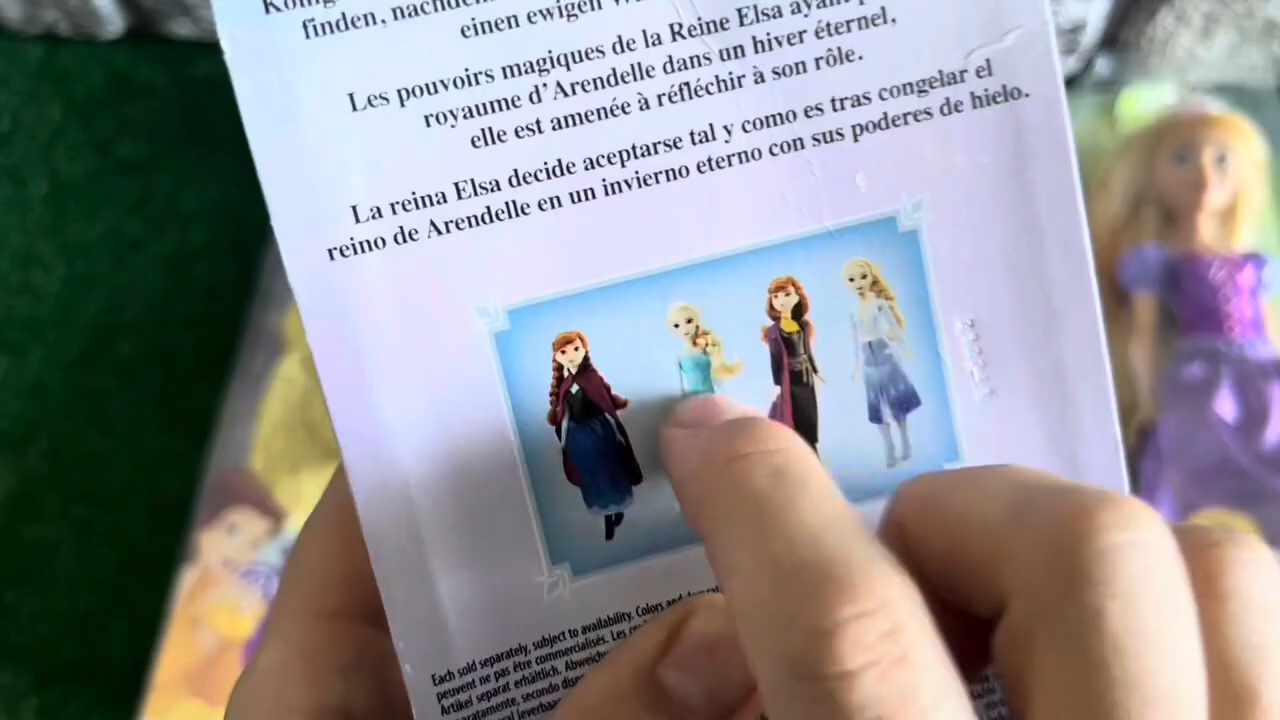 finden, nachdem
einen ewigen
Les pouvoirs magiques de la Reine Elsa ayant
royaume d'Arendelle dans un hiver éternel,
elle est amenée à réfléchir à son rôle.
La reina Elsa decide aceptarse tal y como es tras congelar el
reino de Arendelle en un invierno eterno con sus poderes de hielo.
Each sold separately, subject to availability. Colors and
peuvent ne pas être commercialisés. Les
Artikel separat erhältlich.